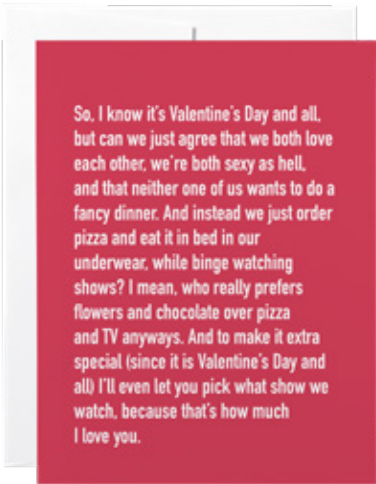 So, I know it's Valentine's Day and all,
but can we just agree that we both love
each other, we're both sexy as hell,
and that neither one of us wants to do a
fancy dinner. And instead we just order
pizza and eat it in bed in our
underwear, while binge watching
shows? I mean, who really prefers
flowers and chocolate over pizza
and TV anyways. And to make it extra
special (since it is Valentine's Day and
all) I'll even let you pick what show we
watch, because that's how much
I love you.